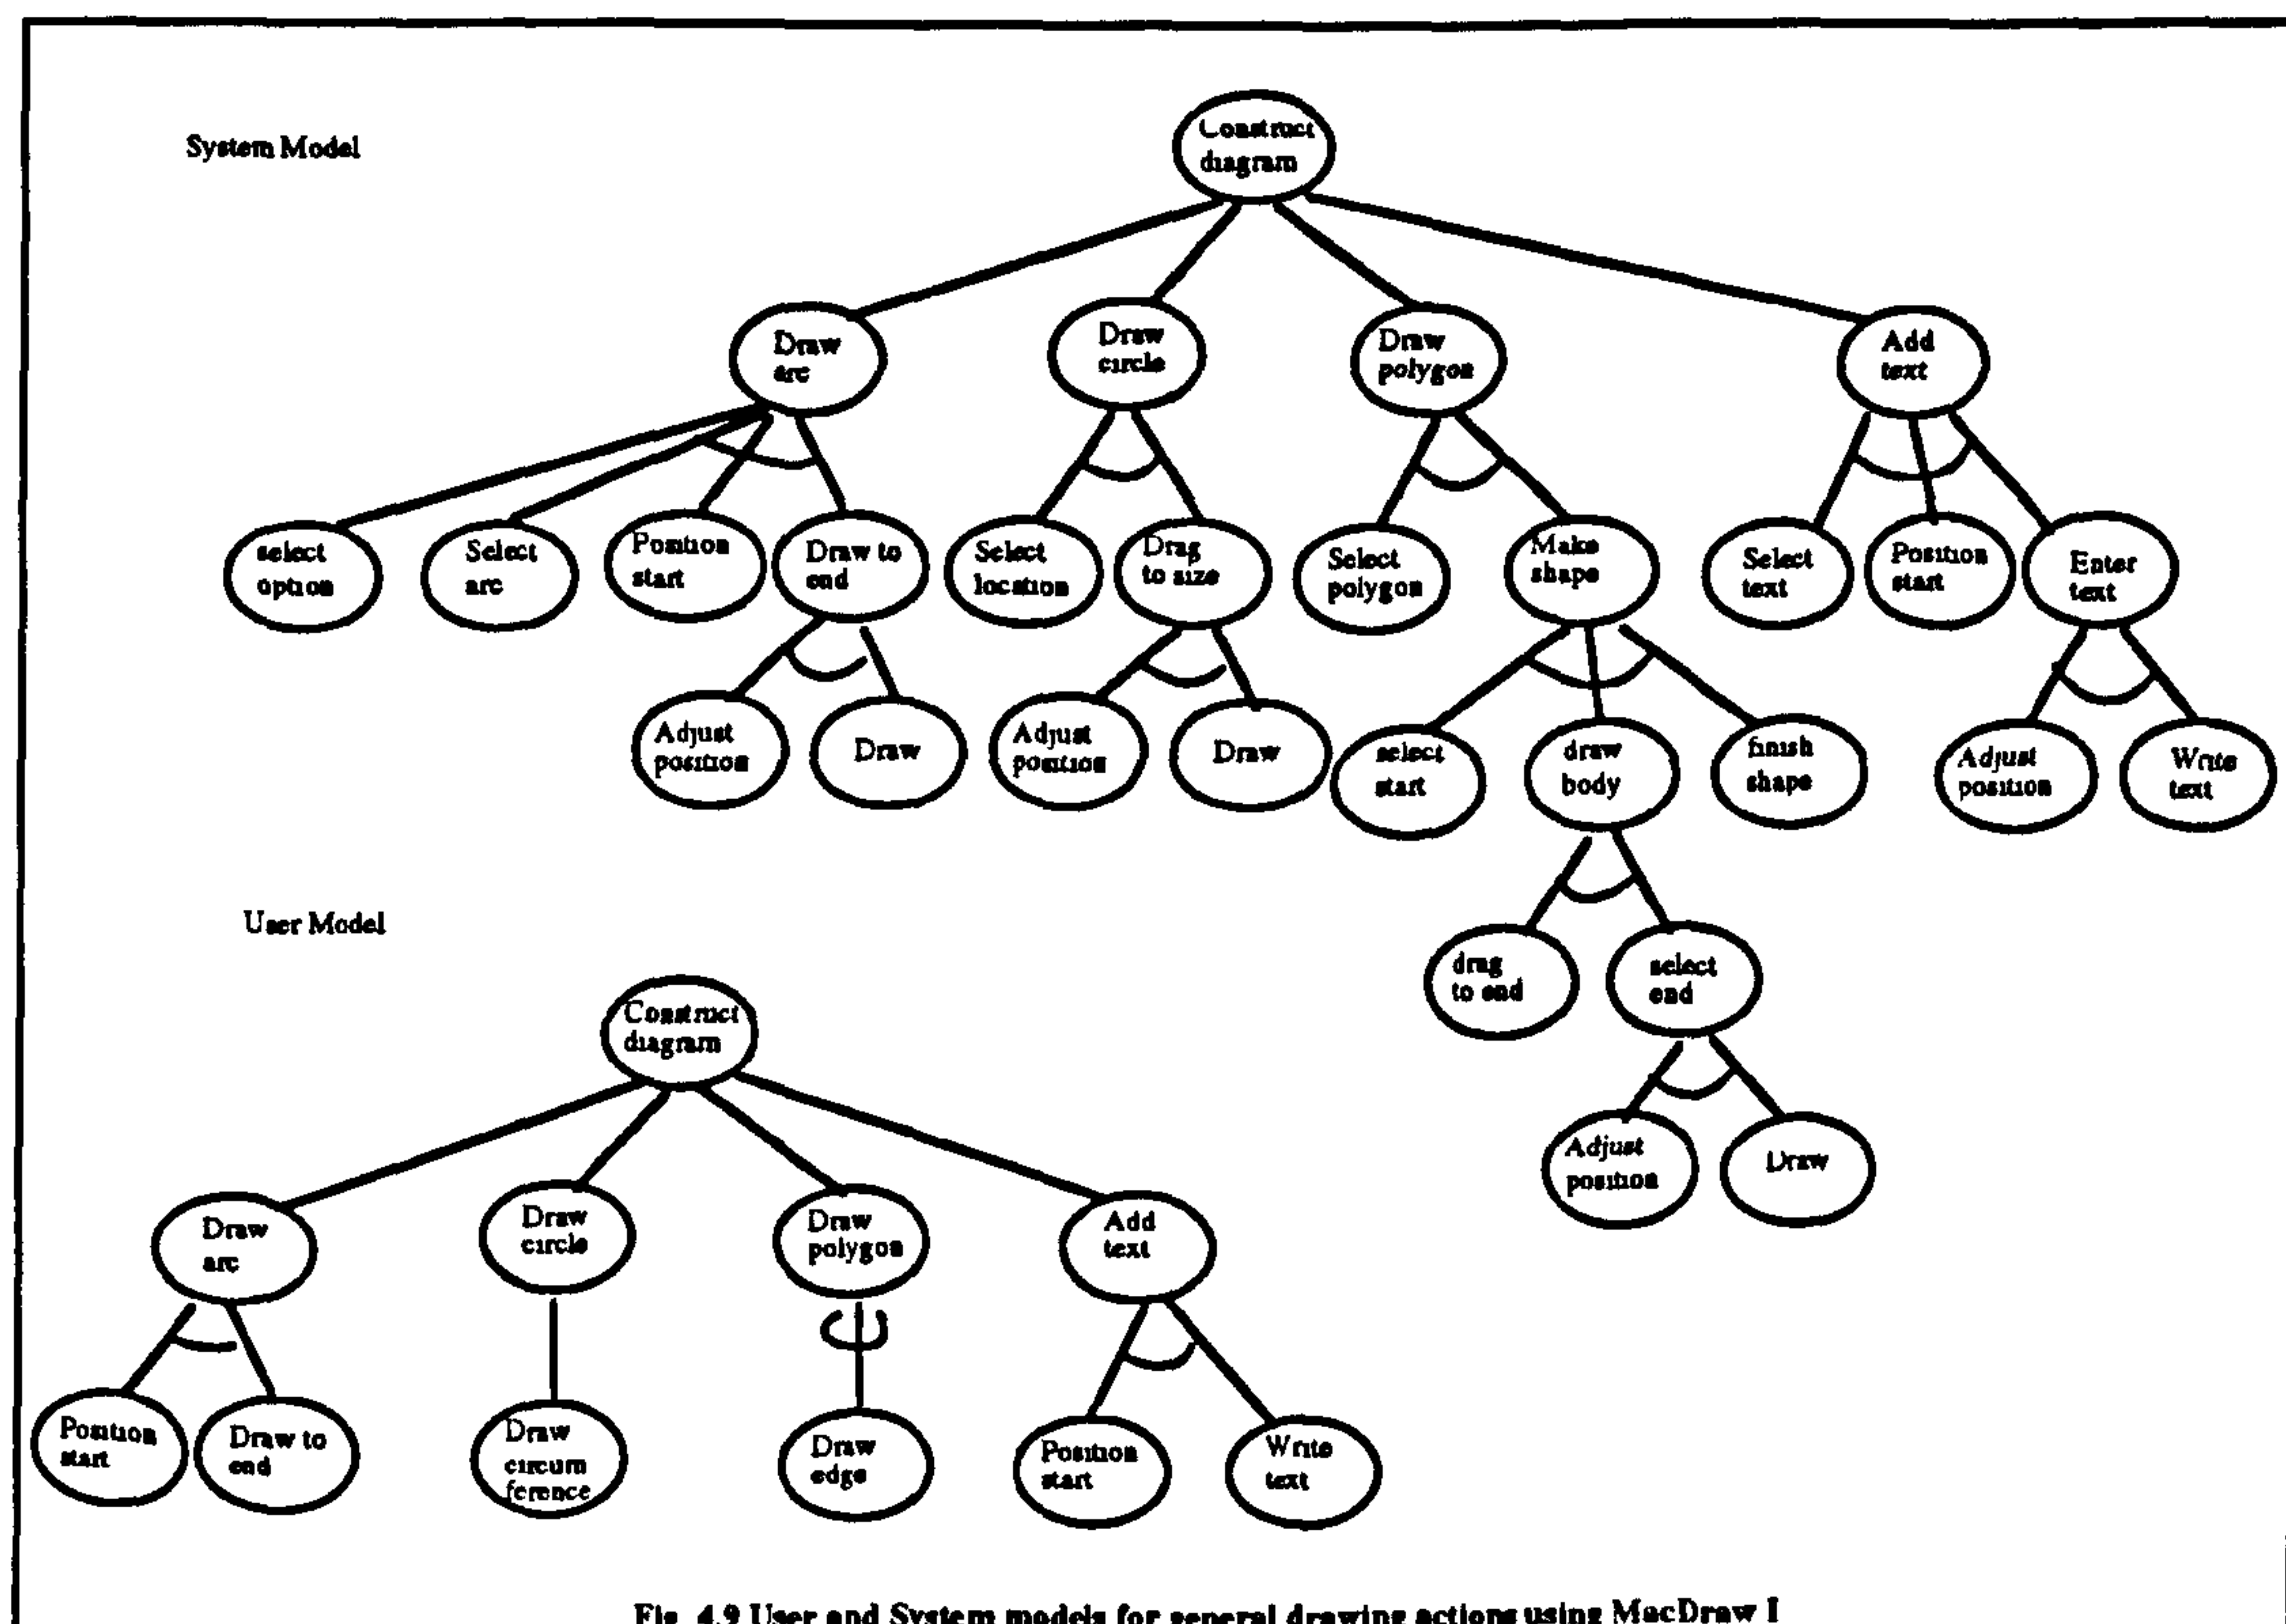 System Model
Construct
diagram
Draw
arc
Draw
circle
Draw
polygon
Add
text
select
option
Select
arc
Position
start
Draw to
end
Select
location
Drag
to size
Select
polygon
Make
shape
Select
text
Position
start
Enter
text
Adjust
position
Draw
Adjust
position
Draw
select
start
draw
body
finish
shape
Adjust
position
Write
text
drag
to end
select
end
Adjust
position
Draw
User Model
Construct
diagram
Draw
arc
Draw
circle
Draw
polygon
Add
text
Position
start
Draw to
end
Draw
circum
ference
Draw
edge
Position
start
Write
text
Fig 4.9 User and System models for general drawing actions using MacDraw I